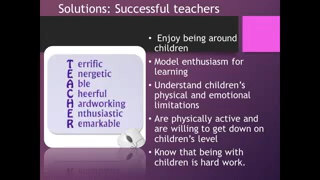 Solutions: Successful teachers
Terrific
Energetic
Able
Cheerful
Hardworking
Enthusiastic
Remarkable
• Enjoy being around
children
• Model enthusiasm for
learning
• Understand children's
physical and emotional
limitations
• Are physically active and
are willing to get down on
children's level
• Know that being with
children is hard work.